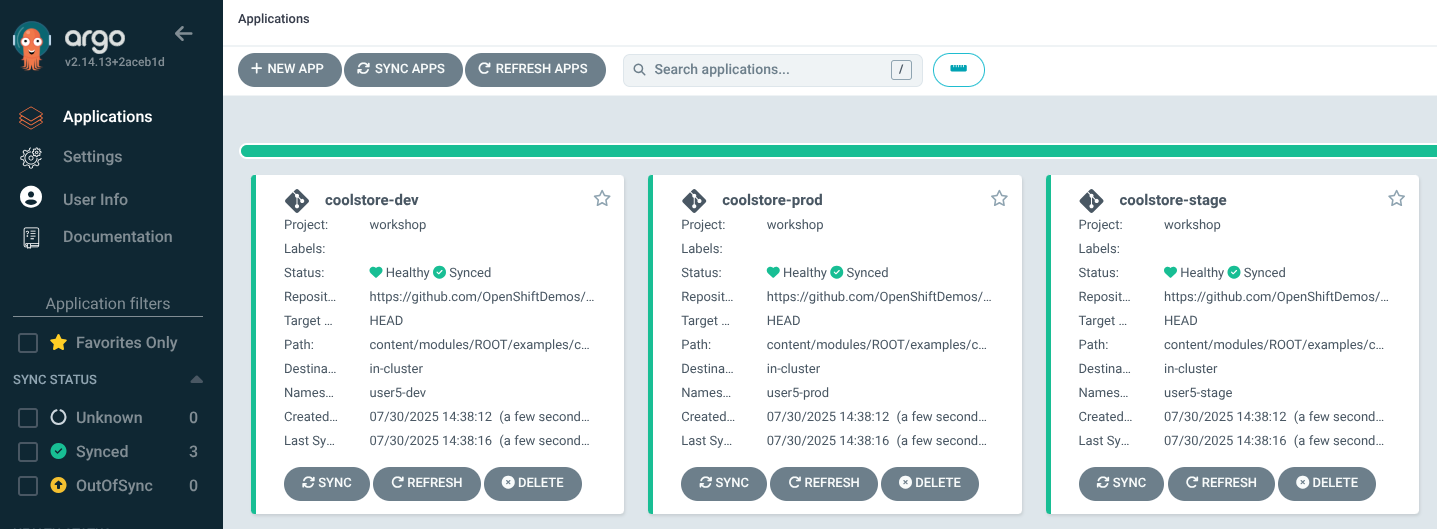 argo
v2.14.13+2aceb1d
Applications
Settings
User Info
Documentation
Application filters
Favorites Only
SYNC STATUS
Unknown 0
Synced 3
OutOfSync 0
Applications
+ NEW APP SYNC APPS REFRESH APPS Search applications... /
coolstore-dev
Project: workshop
Labels:
Status: Healthy Synced
Reposit... https://github.com/OpenShiftDemos/...
Target ... HEAD
Path: content/modules/ROOT/examples/c...
Destina... in-cluster
Names... user5-dev
Created... 07/30/2025 14:38:12 (a few second...
Last Sy... 07/30/2025 14:38:16 (a few second...
SYNC REFRESH DELETE
coolstore-prod
Project: workshop
Labels:
Status: Healthy Synced
Reposit... https://github.com/OpenShiftDemos/...
Target ... HEAD
Path: content/modules/ROOT/examples/c...
Destina... in-cluster
Names... user5-prod
Created... 07/30/2025 14:38:12 (a few second...
Last Sy... 07/30/2025 14:38:16 (a few second...
SYNC REFRESH DELETE
coolstore-stage
Project: workshop
Labels:
Status: Healthy Synced
Reposit... https://github.com/OpenShiftDemos/...
Target ... HEAD
Path: content/modules/ROOT/examples/c...
Destina... in-cluster
Names... user5-stage
Created... 07/30/2025 14:38:12 (a few second...
Last Sy... 07/30/2025 14:38:16 (a few second...
SYNC REFRESH DELETE